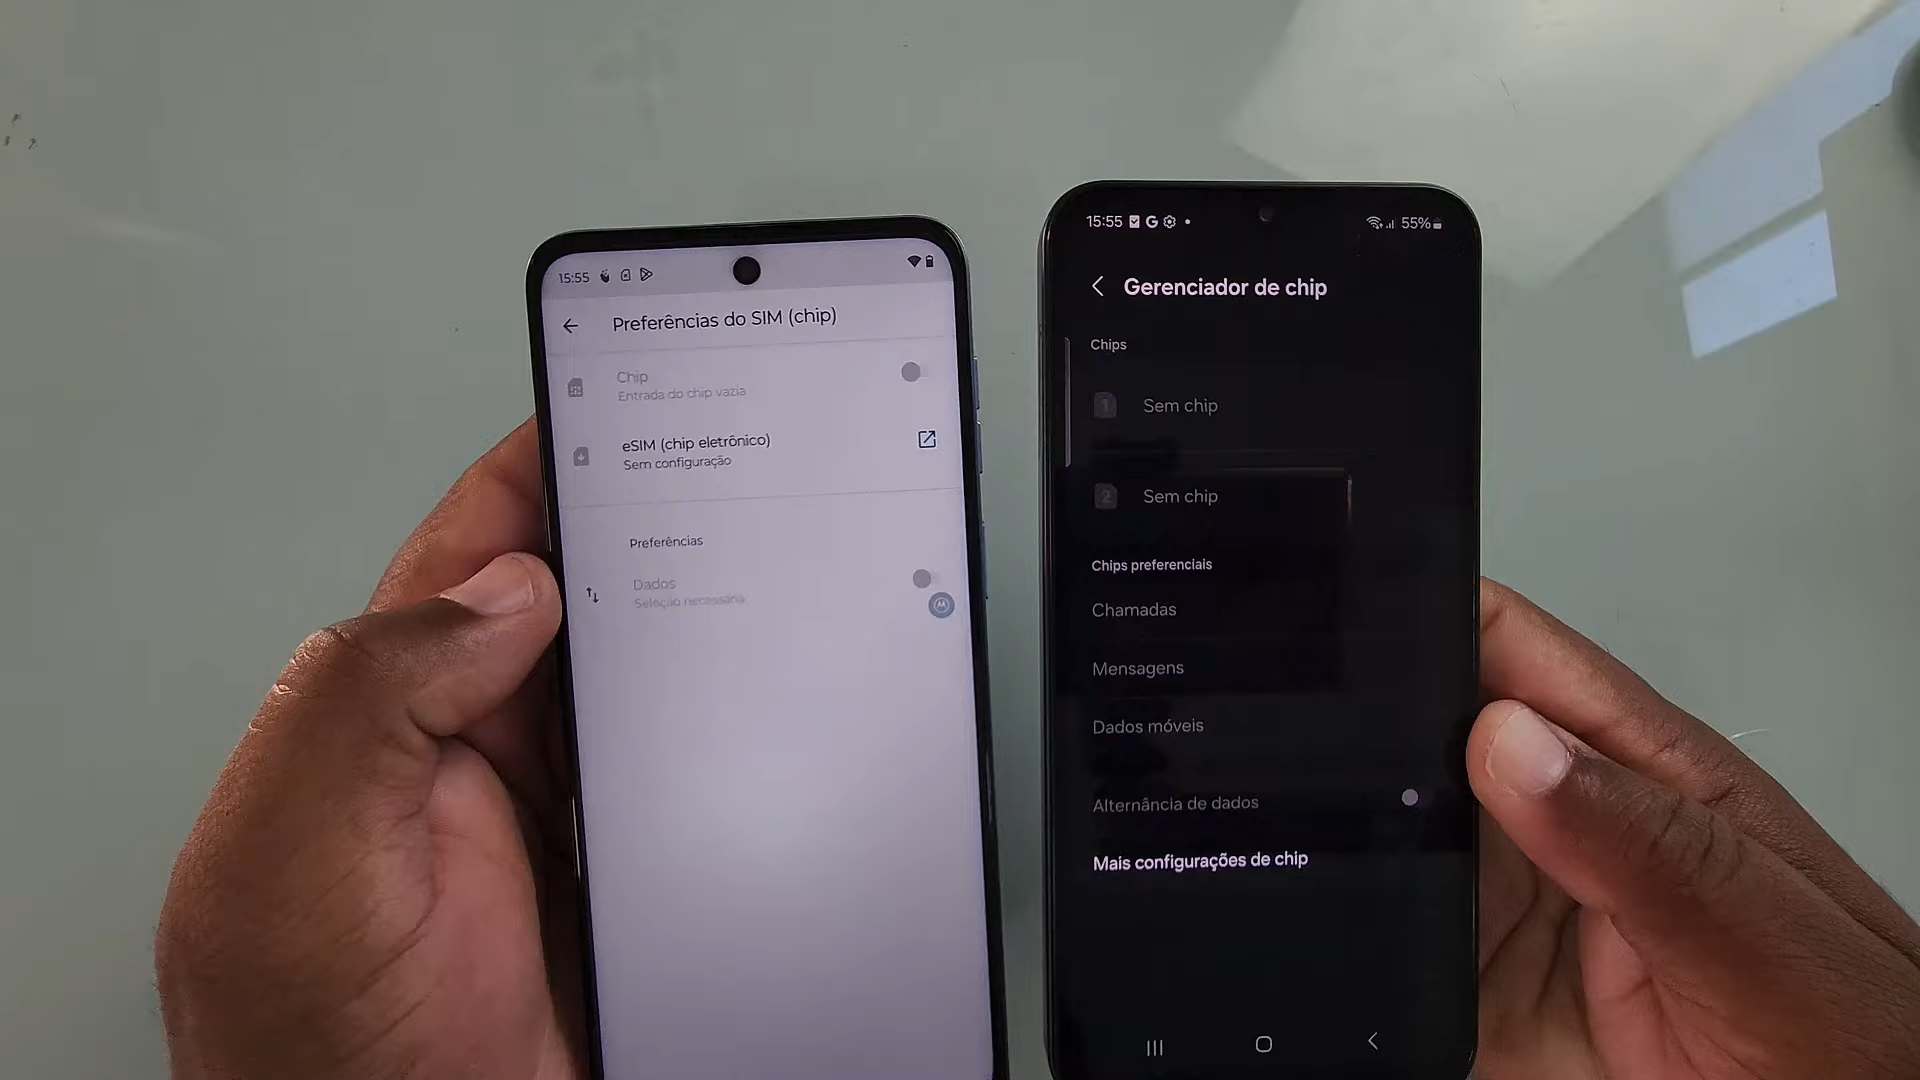 15:55
Preferências do SIM (chip)
Chip
Entrada do chip vazia
eSIM (chip eletrônico)
Sem configuração
Preferências
Dados
Seleção necessária
15:55 G 55%
Gerenciador de chip
Chips
1 Sem chip
2 Sem chip
Chips preferenciais
Chamadas
Mensagens
Dados móveis
Alternância de dados
Mais configurações de chip